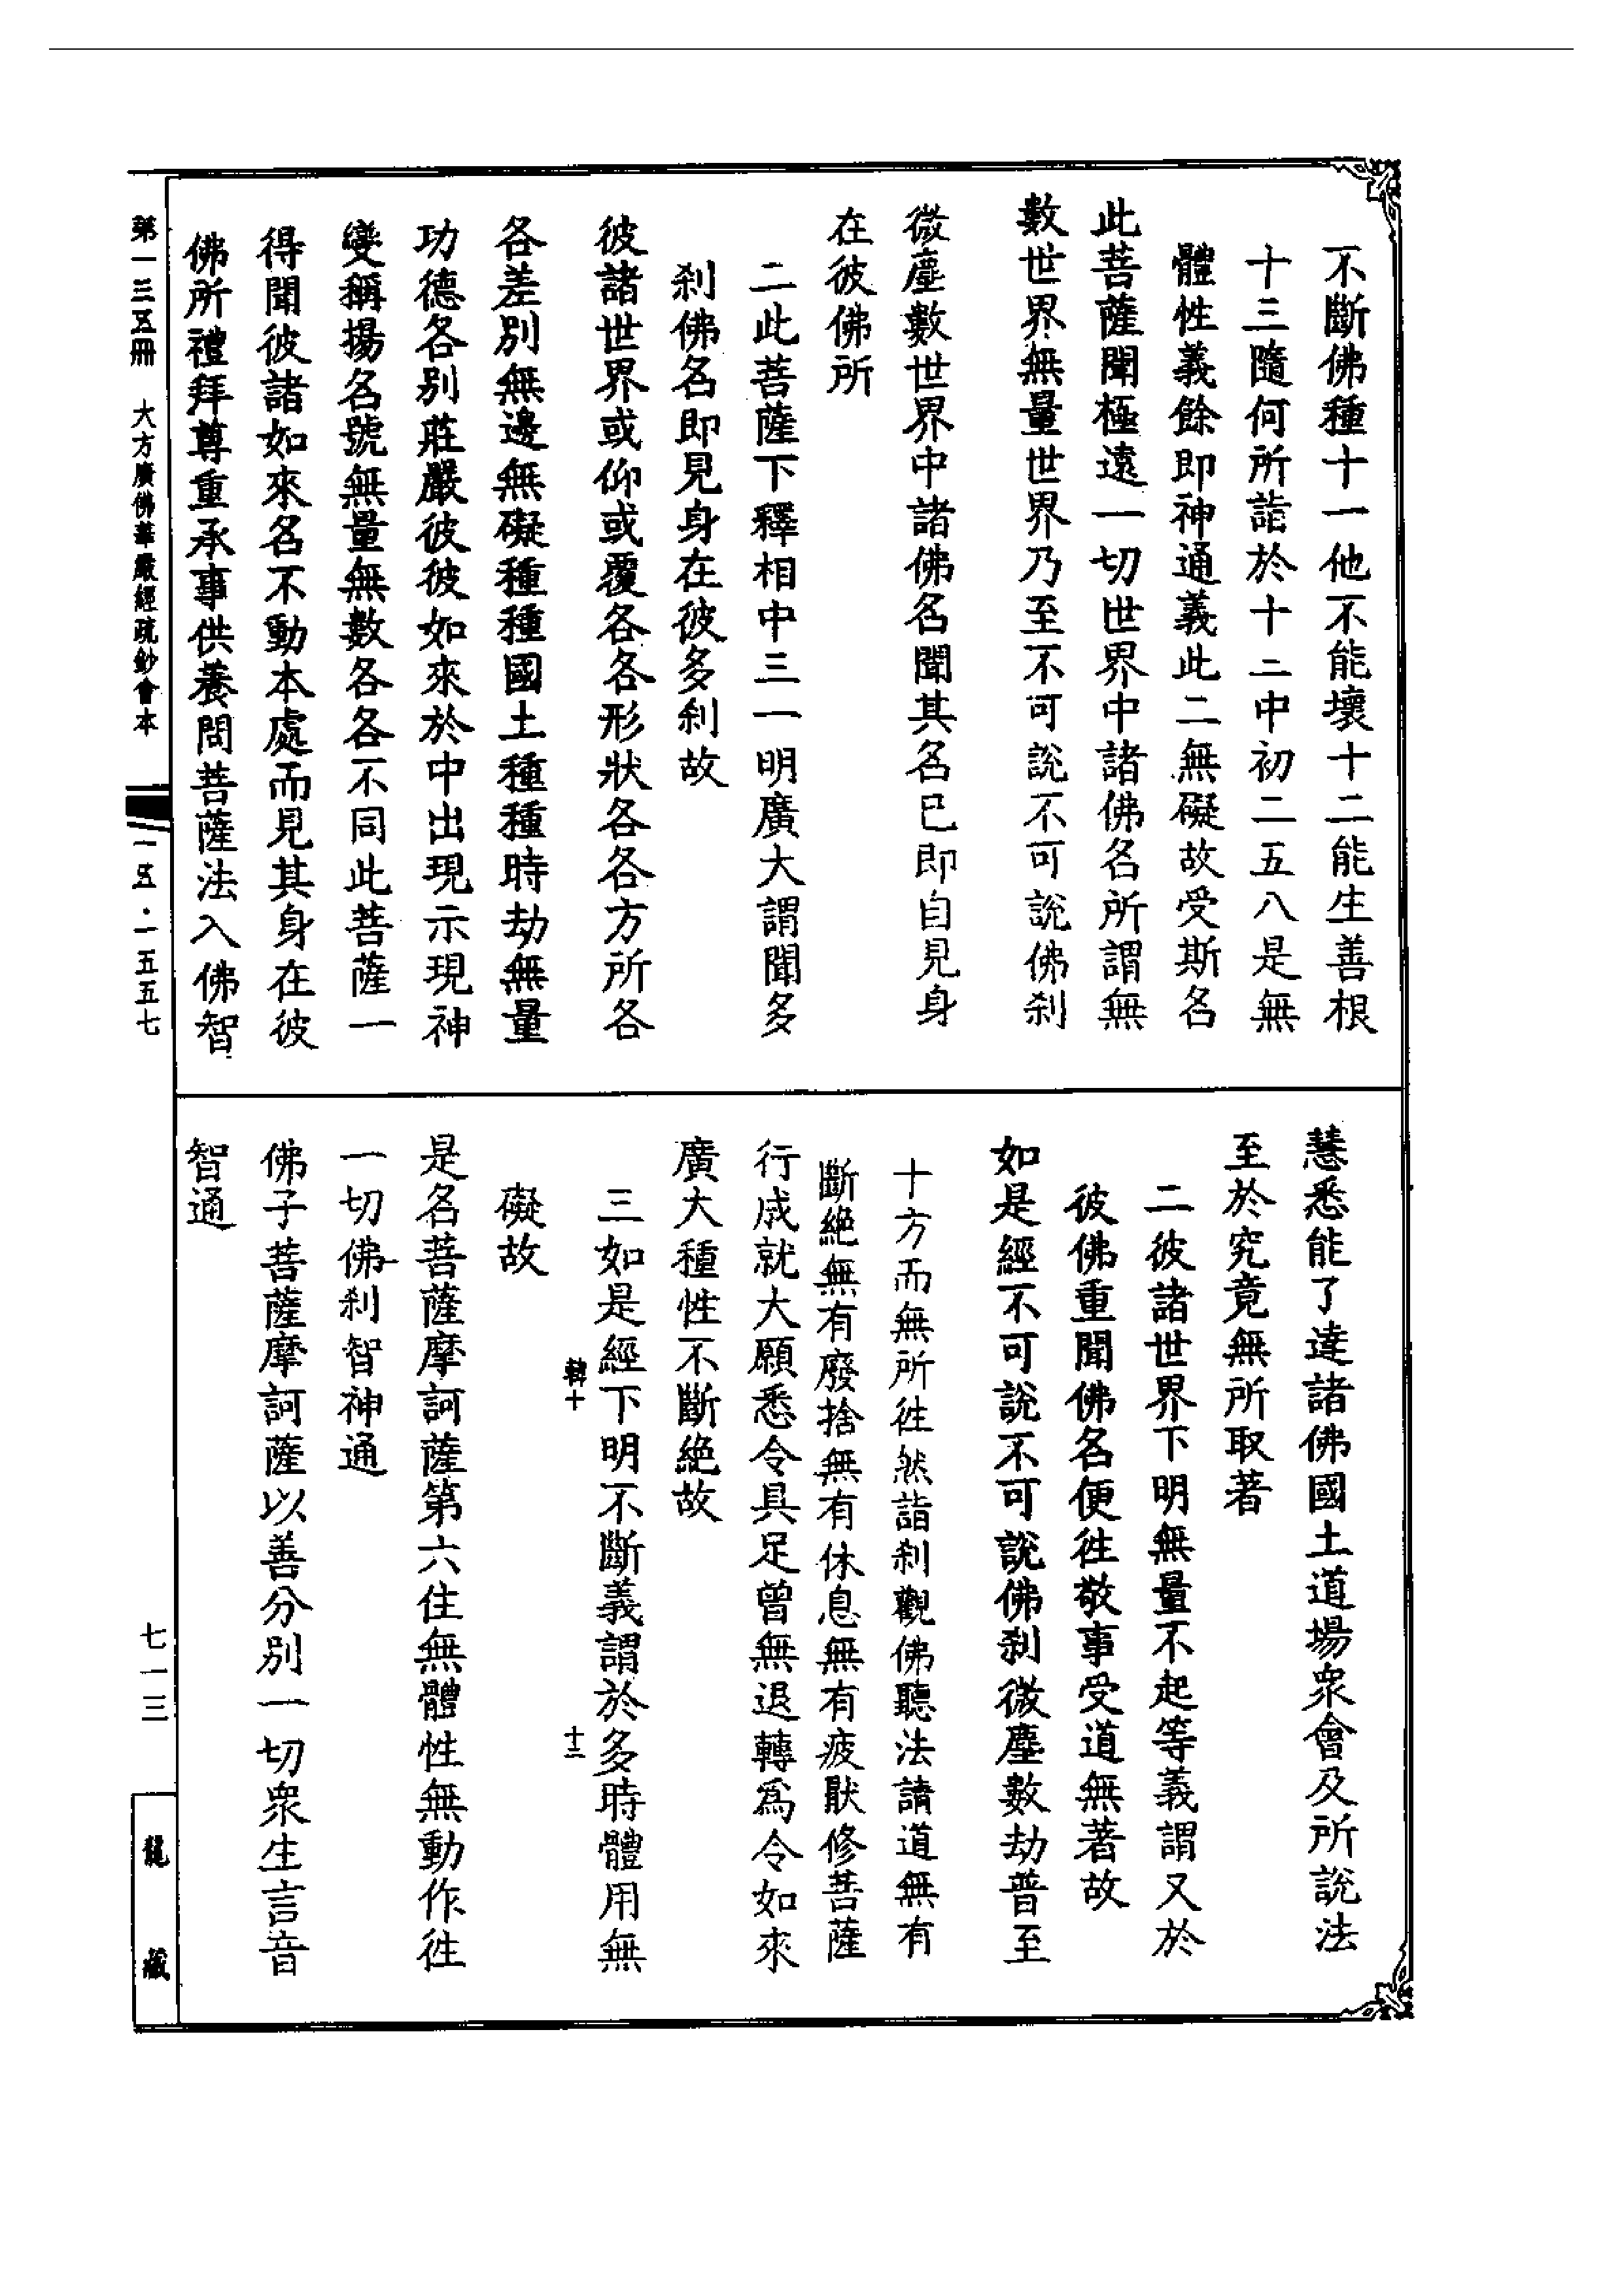 不斷佛種十一他不能壞十二能生善根
十三隨何所詣於十二中初二五八是無
體性義餘即神通義此二無礙故受斯名
此菩薩聞極遠一切世界中諸佛名所謂無
數世界無量世界乃至不可說不可說佛刹
微塵數世界中諸佛名聞其名已即自見身
在彼佛所
二此菩薩下釋相中三一明廣大謂聞多
刹佛名即見身在彼多刹故
彼諸世界或仰或覆各各形狀各各方所各
各差別無邊無礙種種國土種種時劫無量
功德各別莊嚴彼彼如來於中出現示現神
變稱揚名號無量無數各各不同此菩薩一
得聞彼諸如來名不動本處而見其身在彼
佛所禮拜尊重承事供養問菩薩法入佛智
慧悉能了達諸佛國土道場衆會及所說法
至於究竟無所取著
二彼諸世界下明無量不起等義謂又於
彼佛重聞佛名便徃敬事受道無著故
如是經不可說不可說佛刹微塵數劫普至
十方而無所徃然詣刹觀佛聽法請道無有
斷絶無有廢捨無有休息無有疲猒修菩薩
行成就大願悉令具足曾無退轉爲令如來
廣大種性不斷絶故
三如是經下明不斷義謂於多時體用無
礙故
韓十
十三
是名菩薩摩訶薩第六住無體性無動作徃
一切佛刹智神通
佛子菩薩摩訶薩以善分別一切衆生言音
智通
第一三五冊 大方廣佛華嚴經疏鈔會本
一五五·一五五七
七一三
龍藏